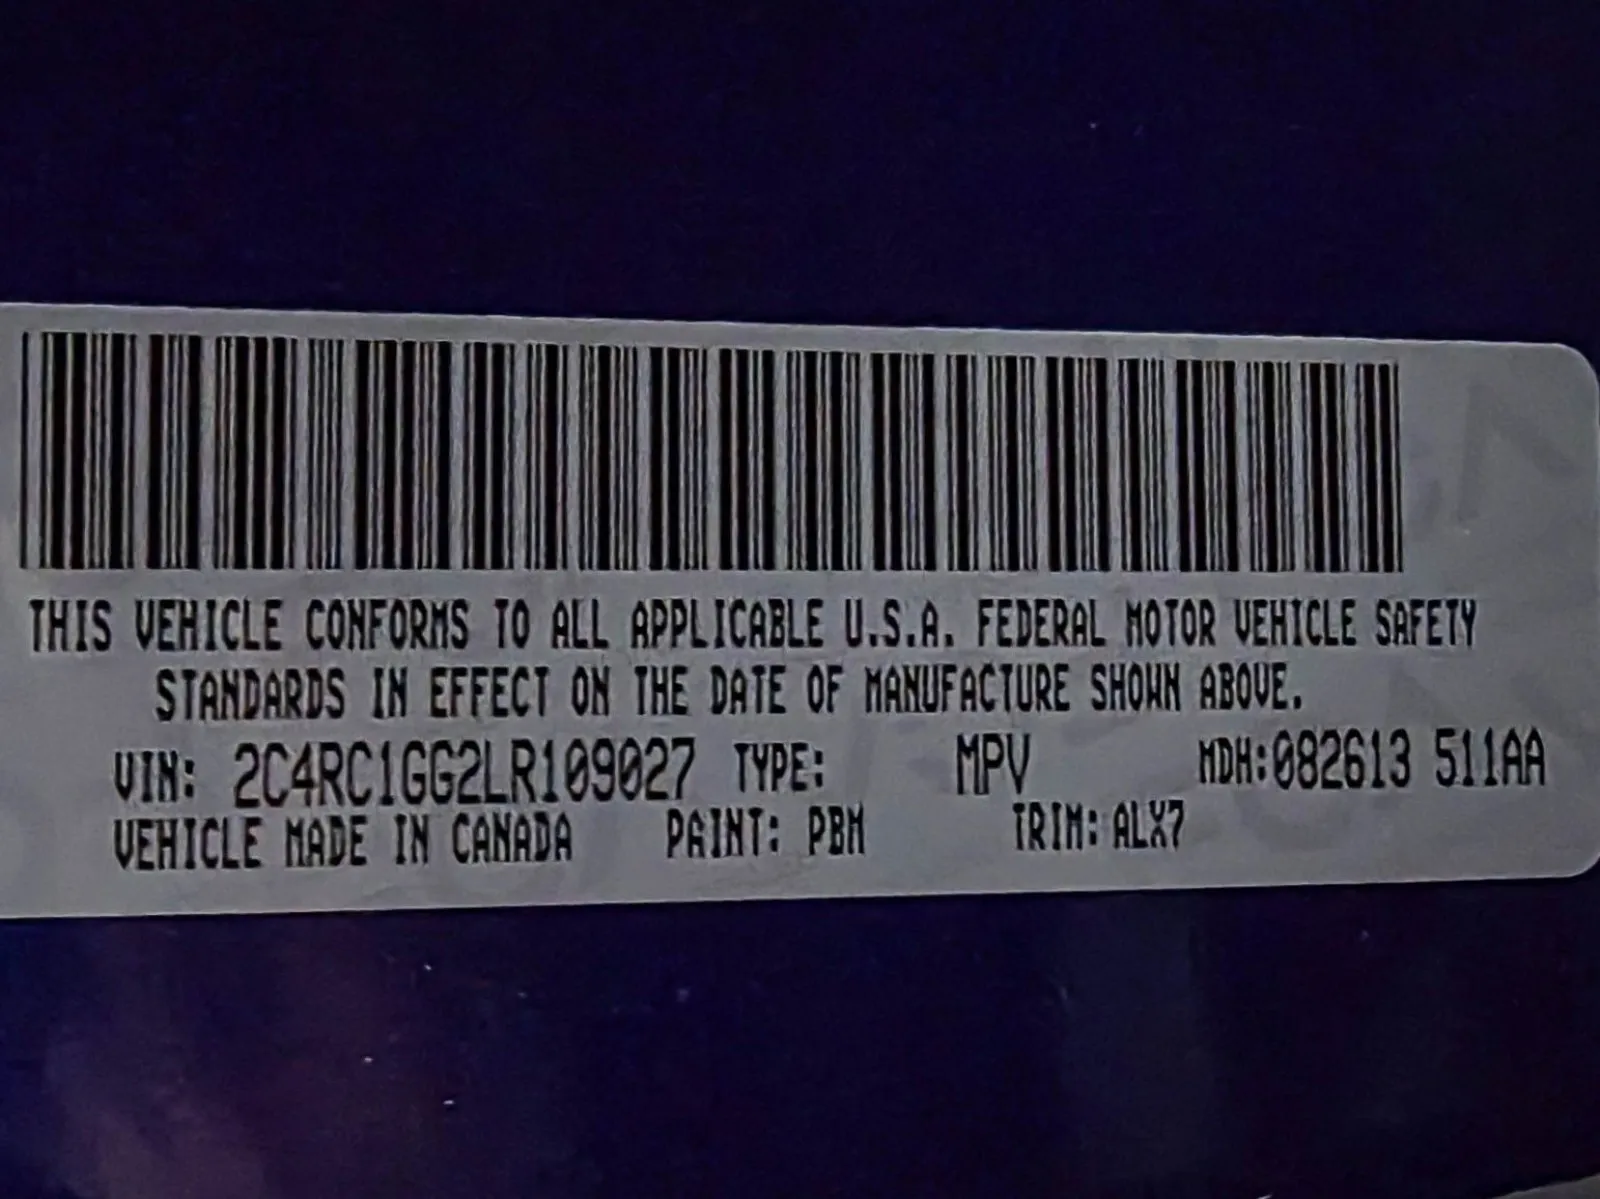 THIS VEHICLE CONFORMS TO ALL APPLICABLE U.S.A. FEDERAL MOTOR VEHICLE SAFETY
STANDARDS IN EFFECT ON THE DATE OF MANUFACTURE SHOWN ABOVE.
VIN: 2C4RC1GG2LR109027 TYPE: MPV MDH:082613 511AA
VEHICLE MADE IN CANADA PAINT: PBM TRIM: ALX7